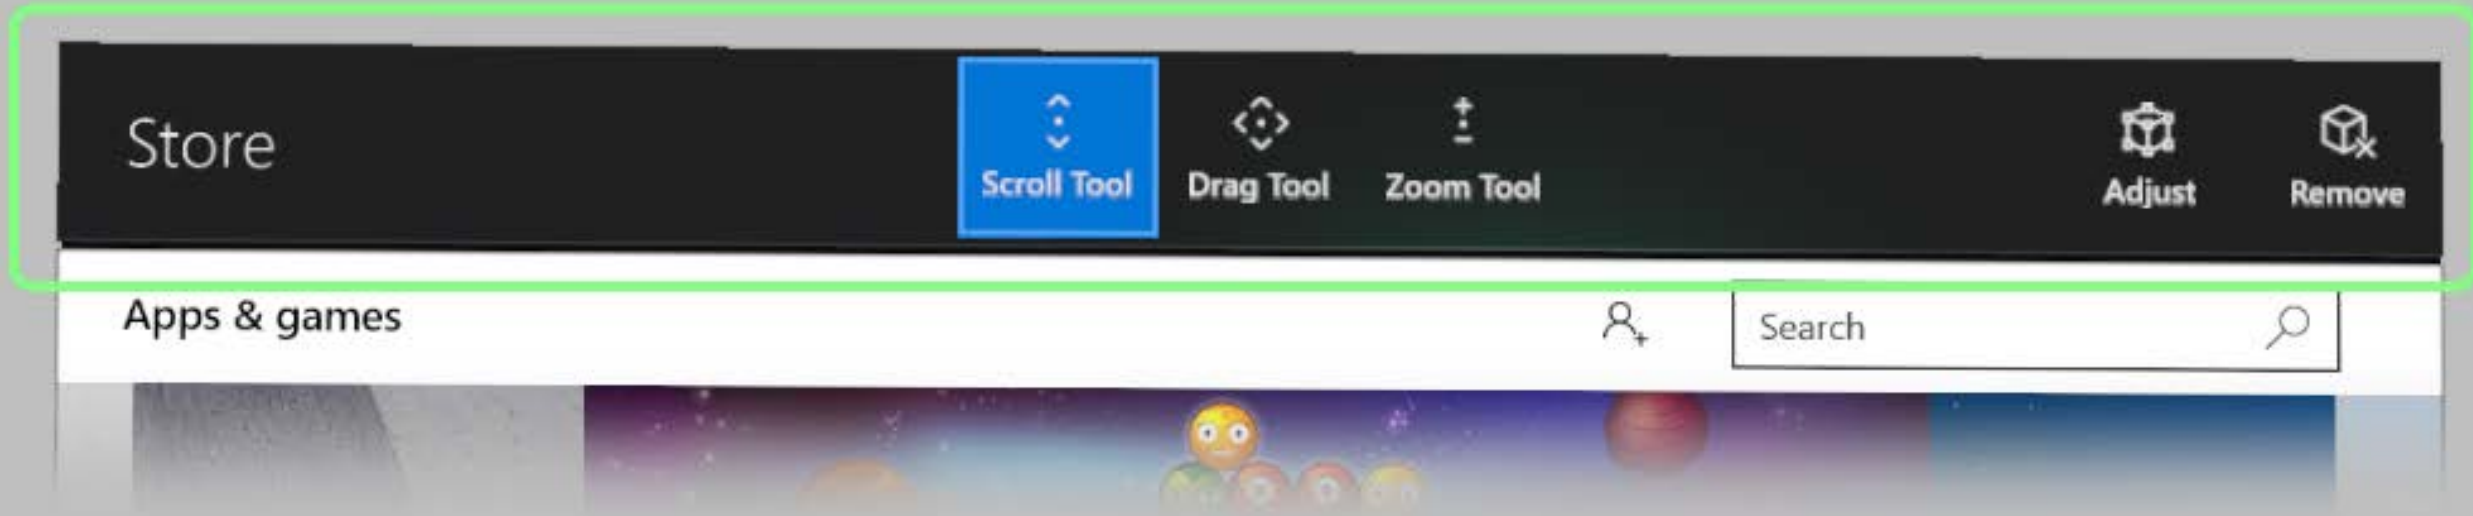 Store
Scroll Tool
Drag Tool
Zoom Tool
Adjust
Remove
Apps & games
Search